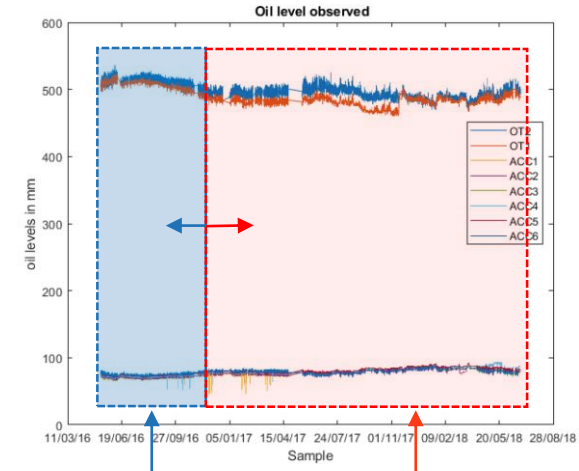 Oil level observed
600
500
400
300
200
100
0
oil levels in mm
OT2
OT1
ACC1
ACC2
ACC3
ACC4
ACC5
ACC6
11/03/16 19/06/16 27/09/16 05/01/17 15/04/17 24/07/17 01/11/17 09/02/18 20/05/18 28/08/18
Sample